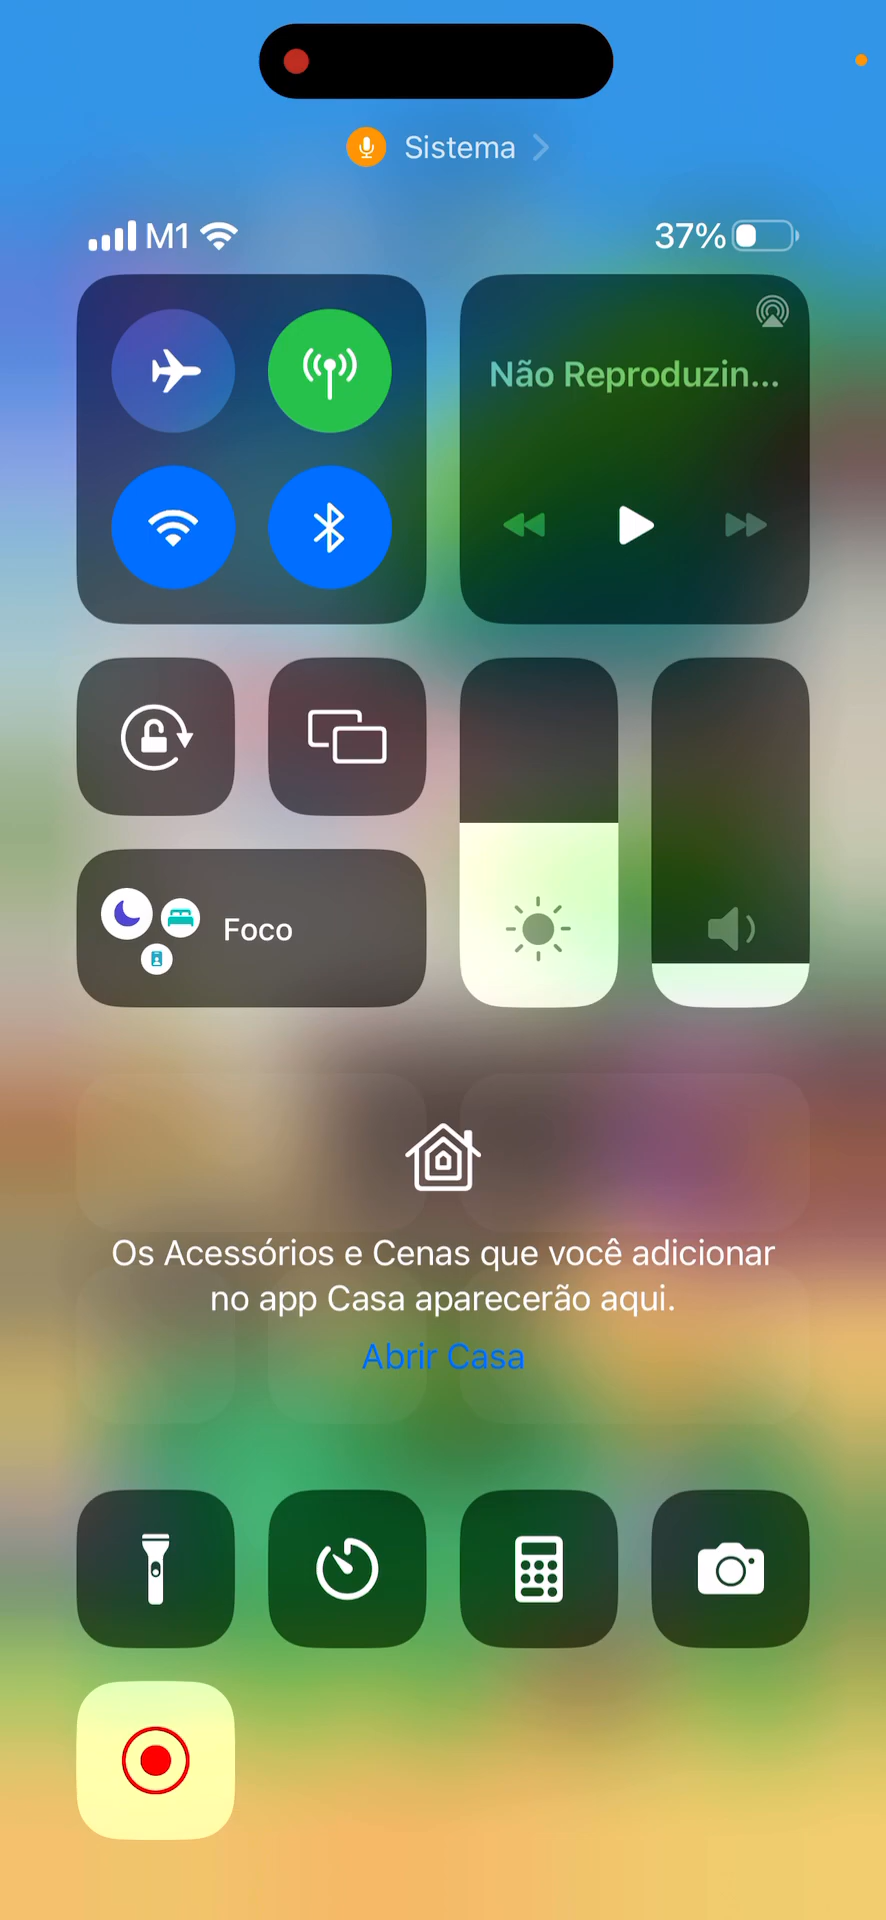 Sistema
M1
37%
Não Reproduzin...
Foco
Os Acessórios e Cenas que você adicionar
no app Casa aparecerão aqui.
Abrir Casa